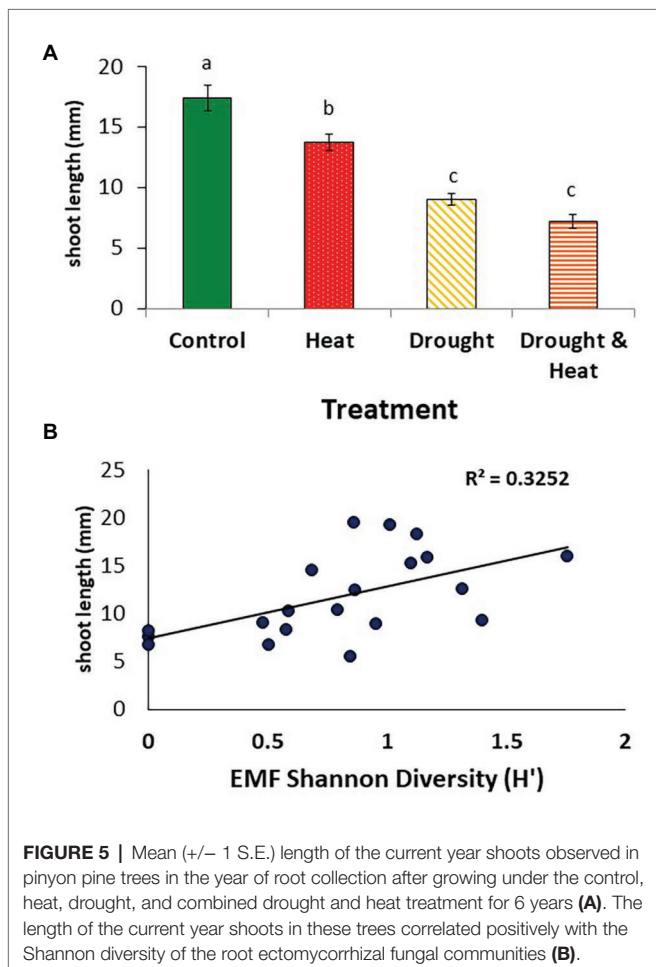 A
20
15
10
5
0
shoot length (mm)
a
b
c
c
Control Heat Drought Drought &
Heat
Treatment
B
25
20
15
10
5
0
shoot length (mm)
R² = 0.3252
0 0.5 1 1.5 2
EMF Shannon Diversity (H')
FIGURE 5 | Mean (+/− 1 S.E.) length of the current year shoots observed in
pinyon pine trees in the year of root collection after growing under the control,
heat, drought, and combined drought and heat treatment for 6 years (A). The
length of the current year shoots in these trees correlated positively with the
Shannon diversity of the root ectomycorrhizal fungal communities (B).